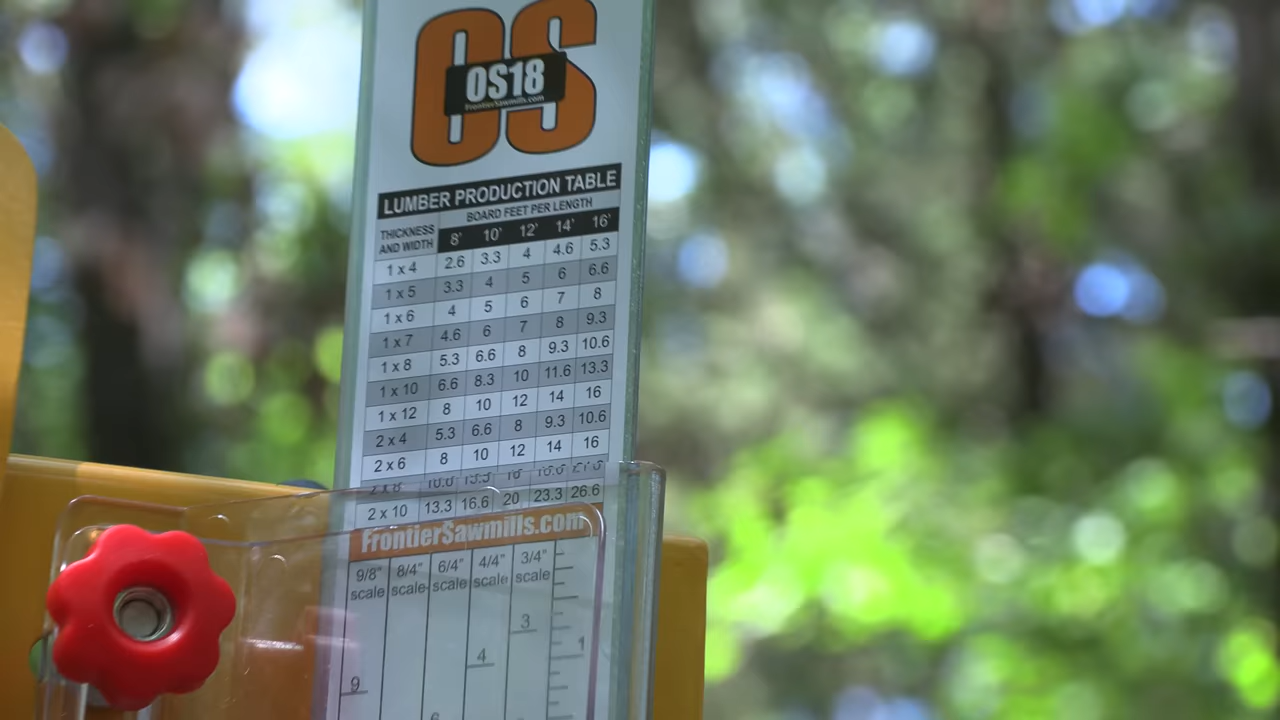 OS
OS18
FrontierSawmills.com
LUMBER PRODUCTION TABLE
BOARD FEET PER LENGTH
THICKNESS AND WIDTH 8' 10' 12' 14' 16'
1 x 4 2.6 3.3 4 4.6 5.3
1 x 5 3.3 4 5 6 6.6
1 x 6 4 5 6 7 8
1 x 7 4.6 6 7 8 9.3
1 x 8 5.3 6.6 8 9.3 10.6
1 x 10 6.6 8.3 10 11.6 13.3
1 x 12 8 10 12 14 16
2 x 4 5.3 6.6 8 9.3 10.6
2 x 6 8 10 12 14 16
2 x 8
2 x 10 13.3 16.6 20 23.3 26.6
FrontierSawmills.com
9/8" 8/4" 6/4" 4/4" 3/4"
scale scale scale scale scale
3
1
4
9
6